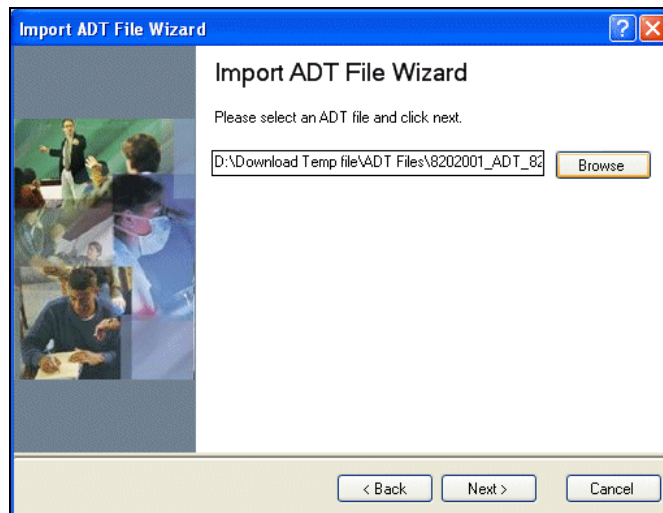 Import ADT File Wizard
Import ADT File Wizard
Please select an ADT file and click next.
D:\Download Temp file\ADT Files\8202001_ADT_82
Browse
< Back
Next >
Cancel